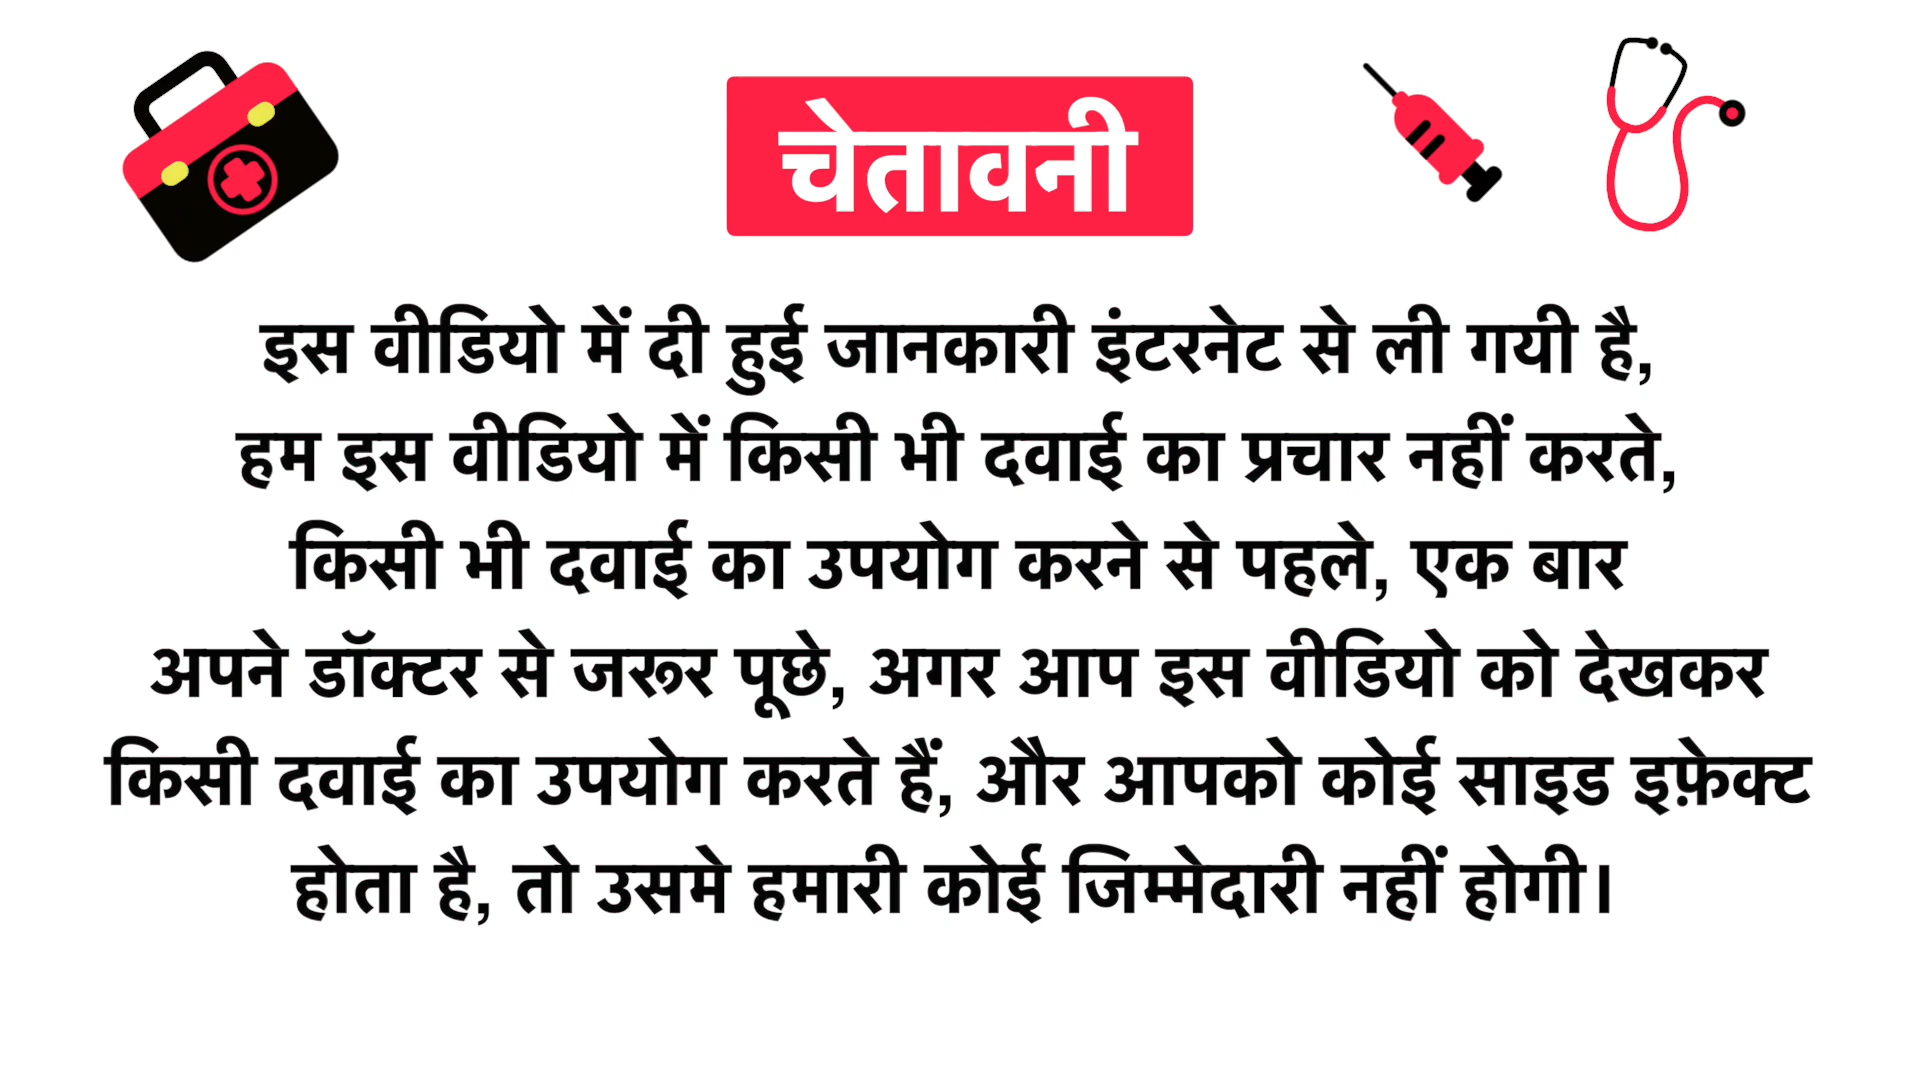 चेतावनी
इस वीडियो में दी हुई जानकारी इंटरनेट से ली गयी है,
हम इस वीडियो में किसी भी दवाई का प्रचार नहीं करते,
किसी भी दवाई का उपयोग करने से पहले, एक बार
अपने डॉक्टर से जरूर पूछे, अगर आप इस वीडियो को देखकर
किसी दवाई का उपयोग करते हैं, और आपको कोई साइड इफ़ेक्ट
होता है, तो उसमे हमारी कोई जिम्मेदारी नहीं होगी।